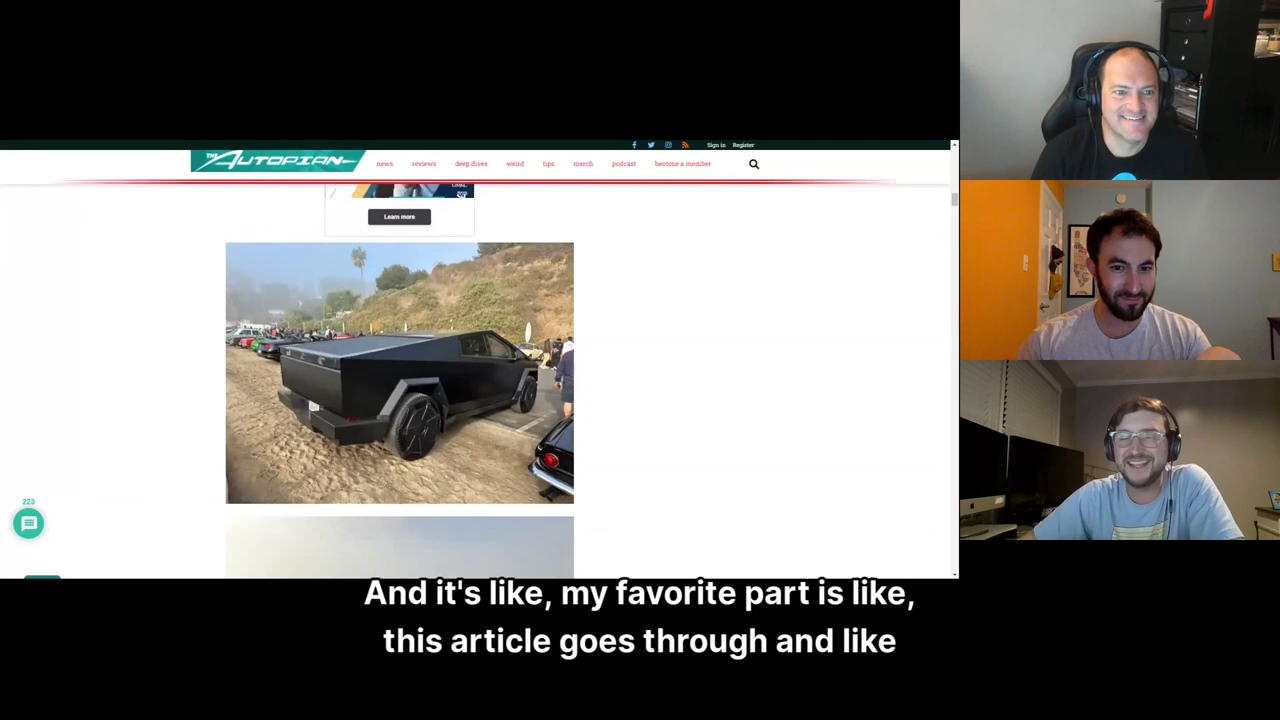 Sign in Register
THE AUTOPIAN
news reviews deep dives weird tips merch podcast become a member
Learn more
223
And it's like, my favorite part is like,
this article goes through and like